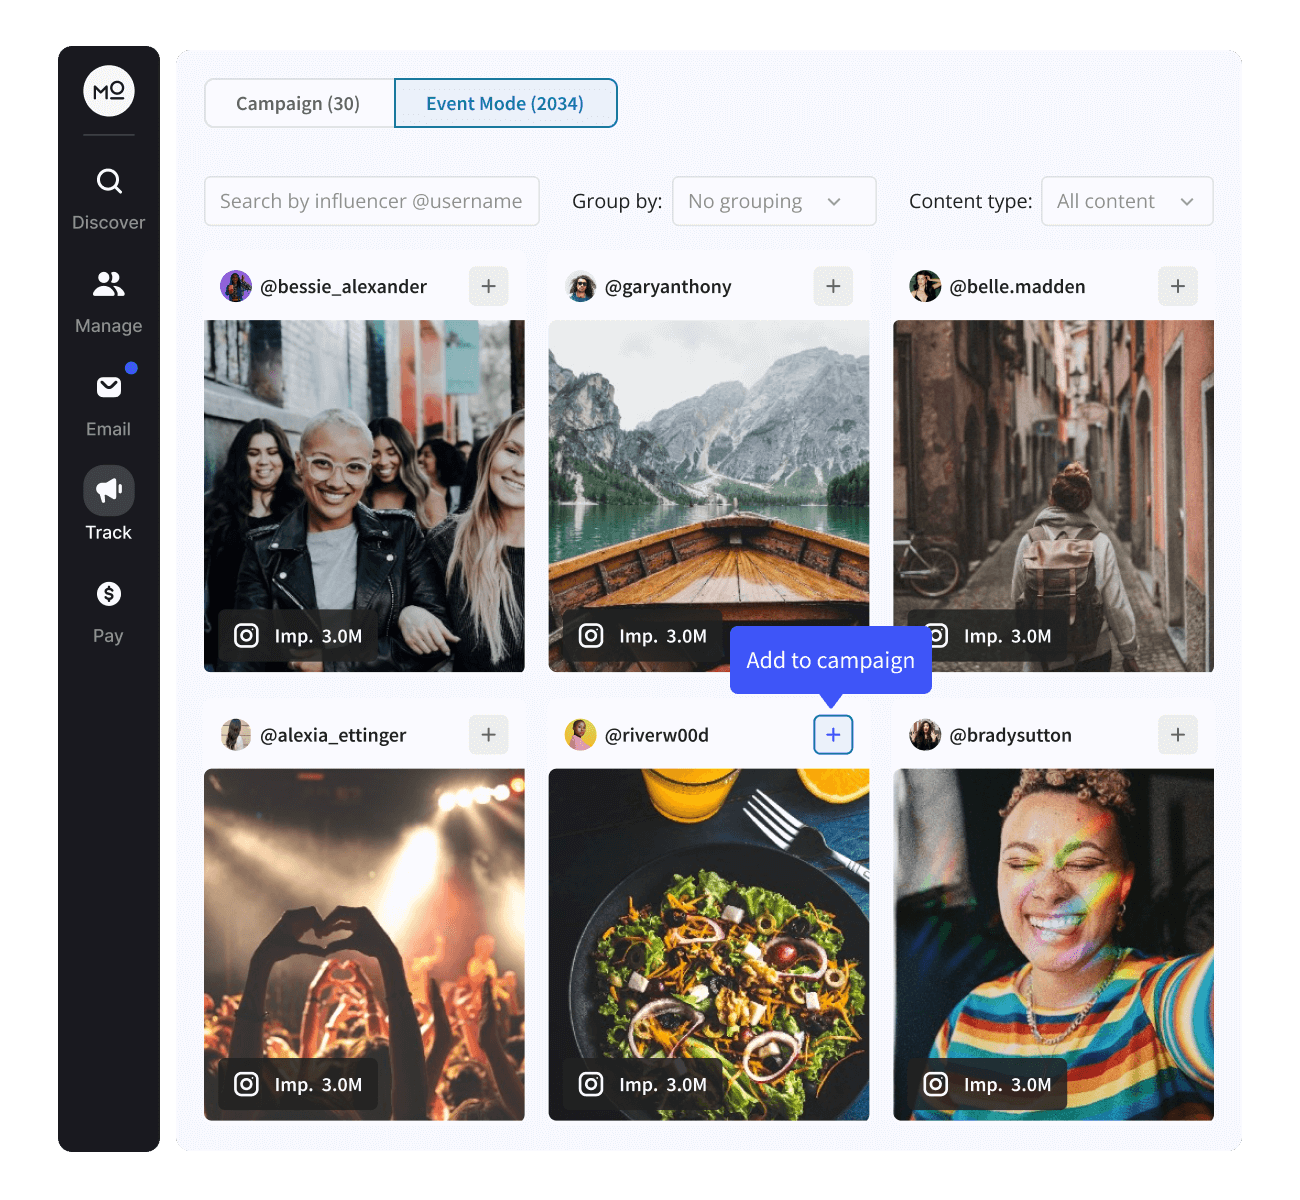 MO
Campaign (30)
Event Mode (2034)
Search by influencer @username
Group by:
No grouping
Content type:
All content
Discover
Manage
Email
Track
Pay
@bessie_alexander
@garyanthony
@belle.madden
Imp. 3.0M
Imp. 3.0M
Imp. 3.0M
Add to campaign
@alexia_ettinger
@riverw00d
@bradysutton
Imp. 3.0M
Imp. 3.0M
Imp. 3.0M